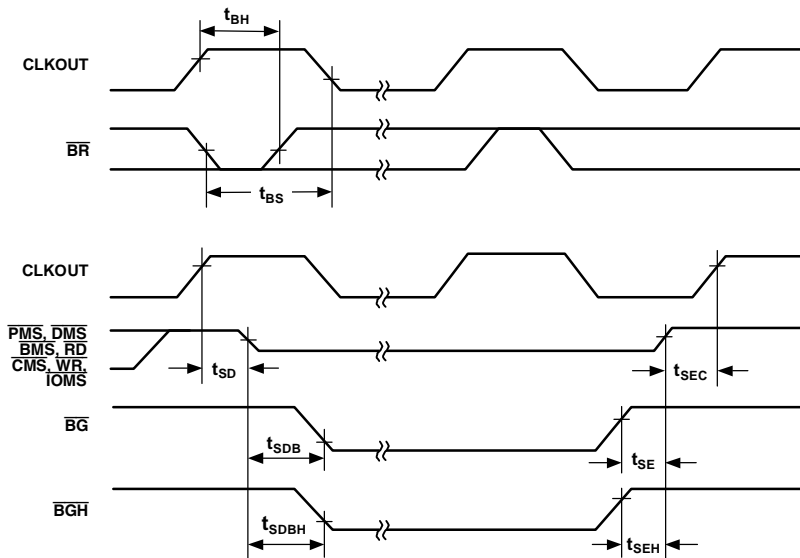 tBH
CLKOUT
BR
tBS
CLKOUT
PMS, DMS
BMS, RD
CMS, WR,
IOMS
tSD
tSEC
BG
tSDB
tSE
BGH
tSDBH
tSEH